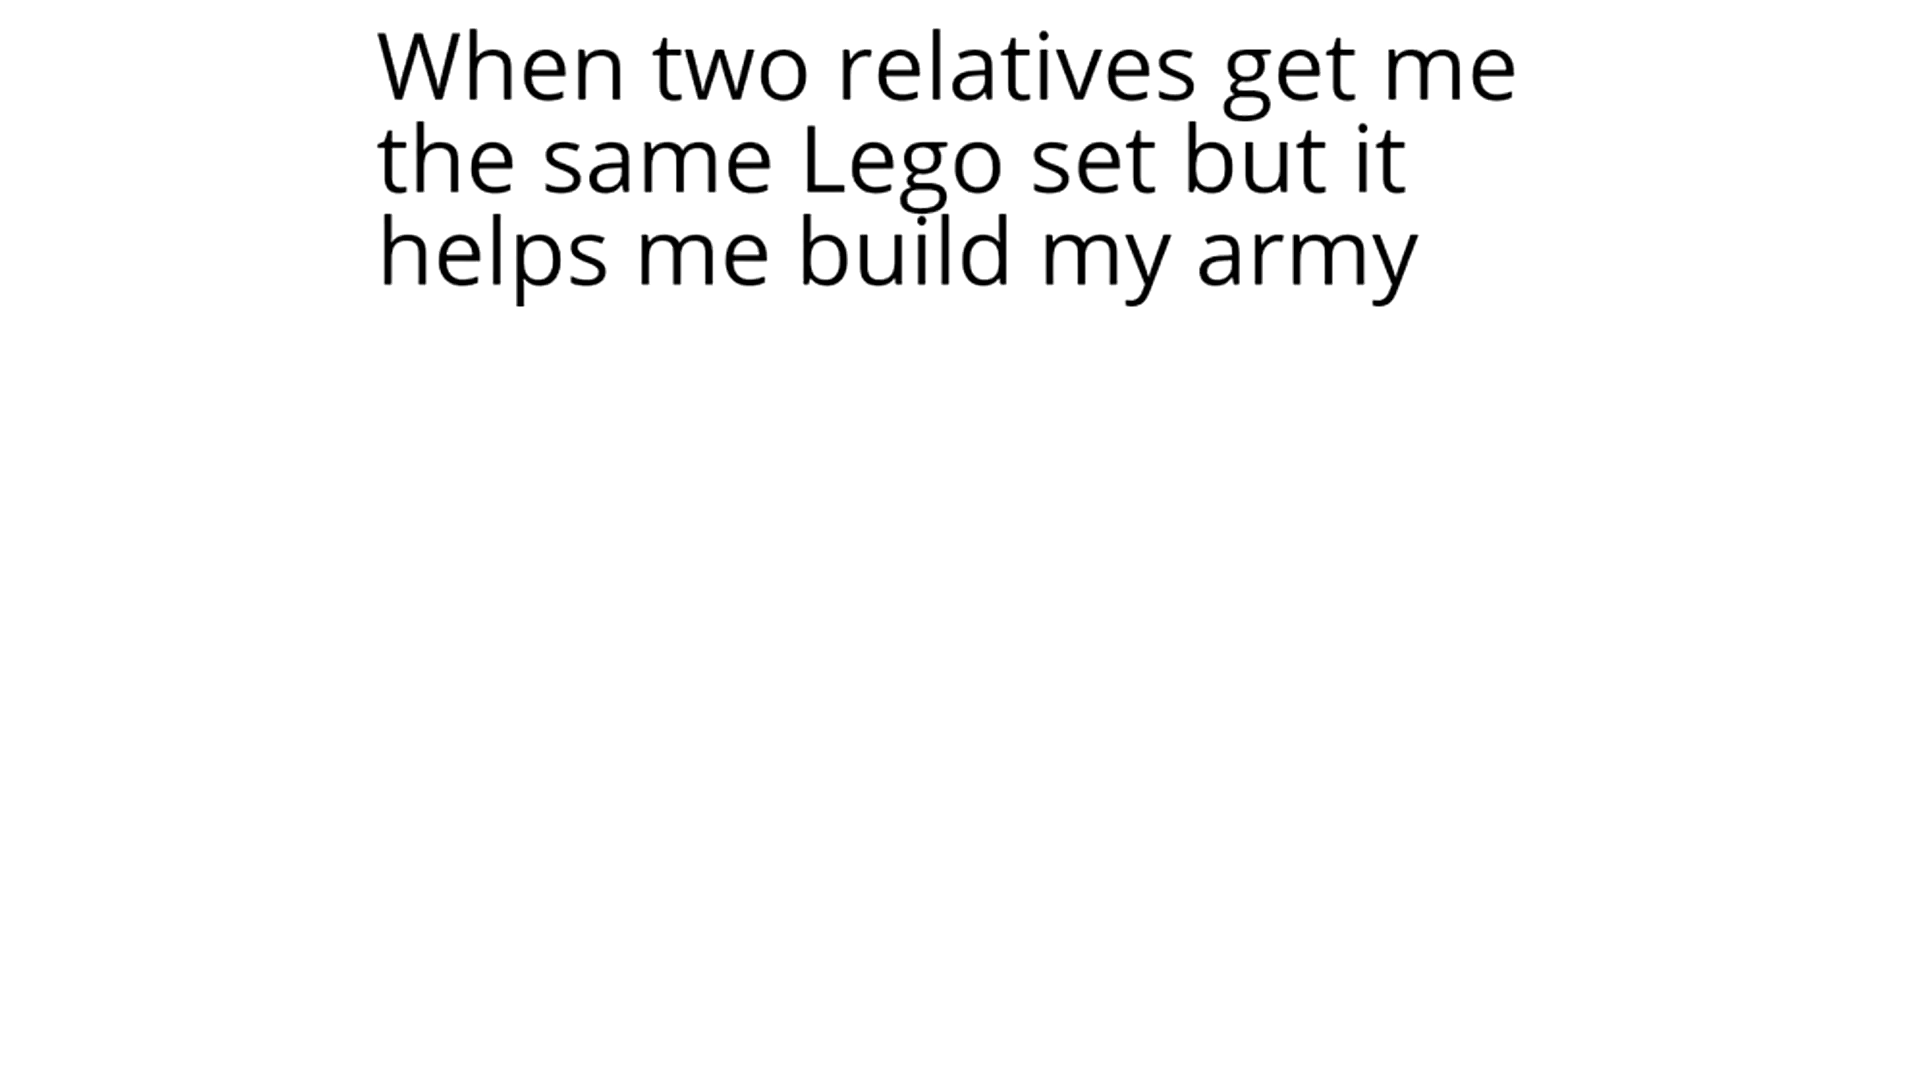 When two relatives get me
the same Lego set but it
helps me build my army